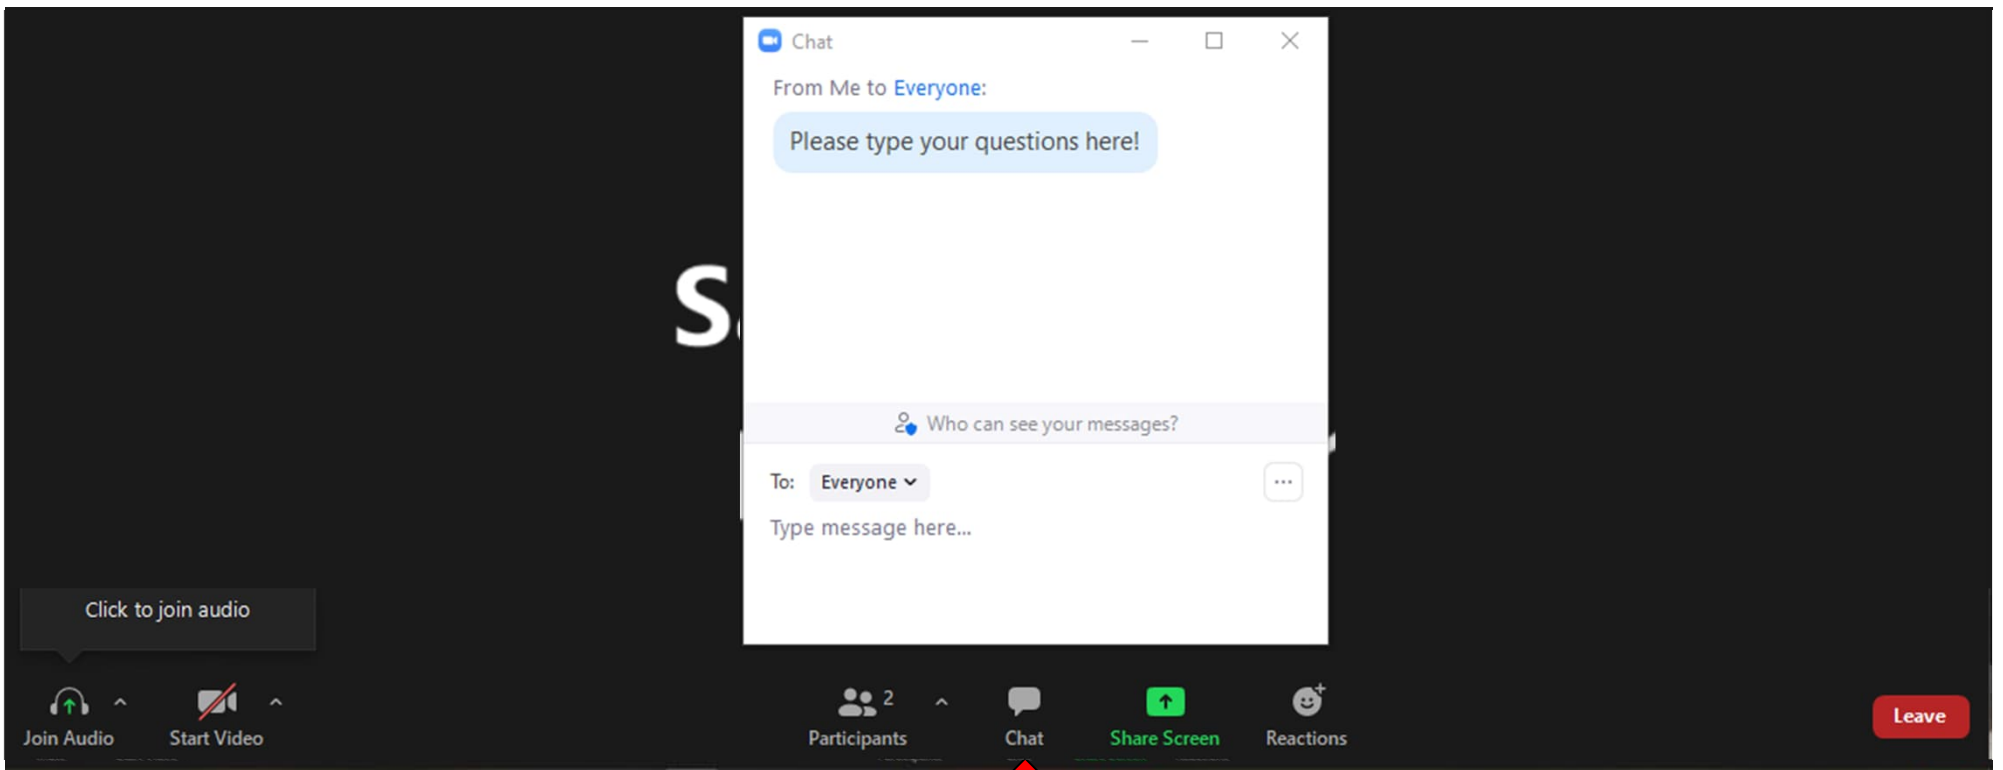 Chat
From Me to Everyone:
Please type your questions here!
S
Who can see your messages?
To: Everyone
Type message here...
Click to join audio
Join Audio
Start Video
2
Participants
Chat
Share Screen
Reactions
Leave